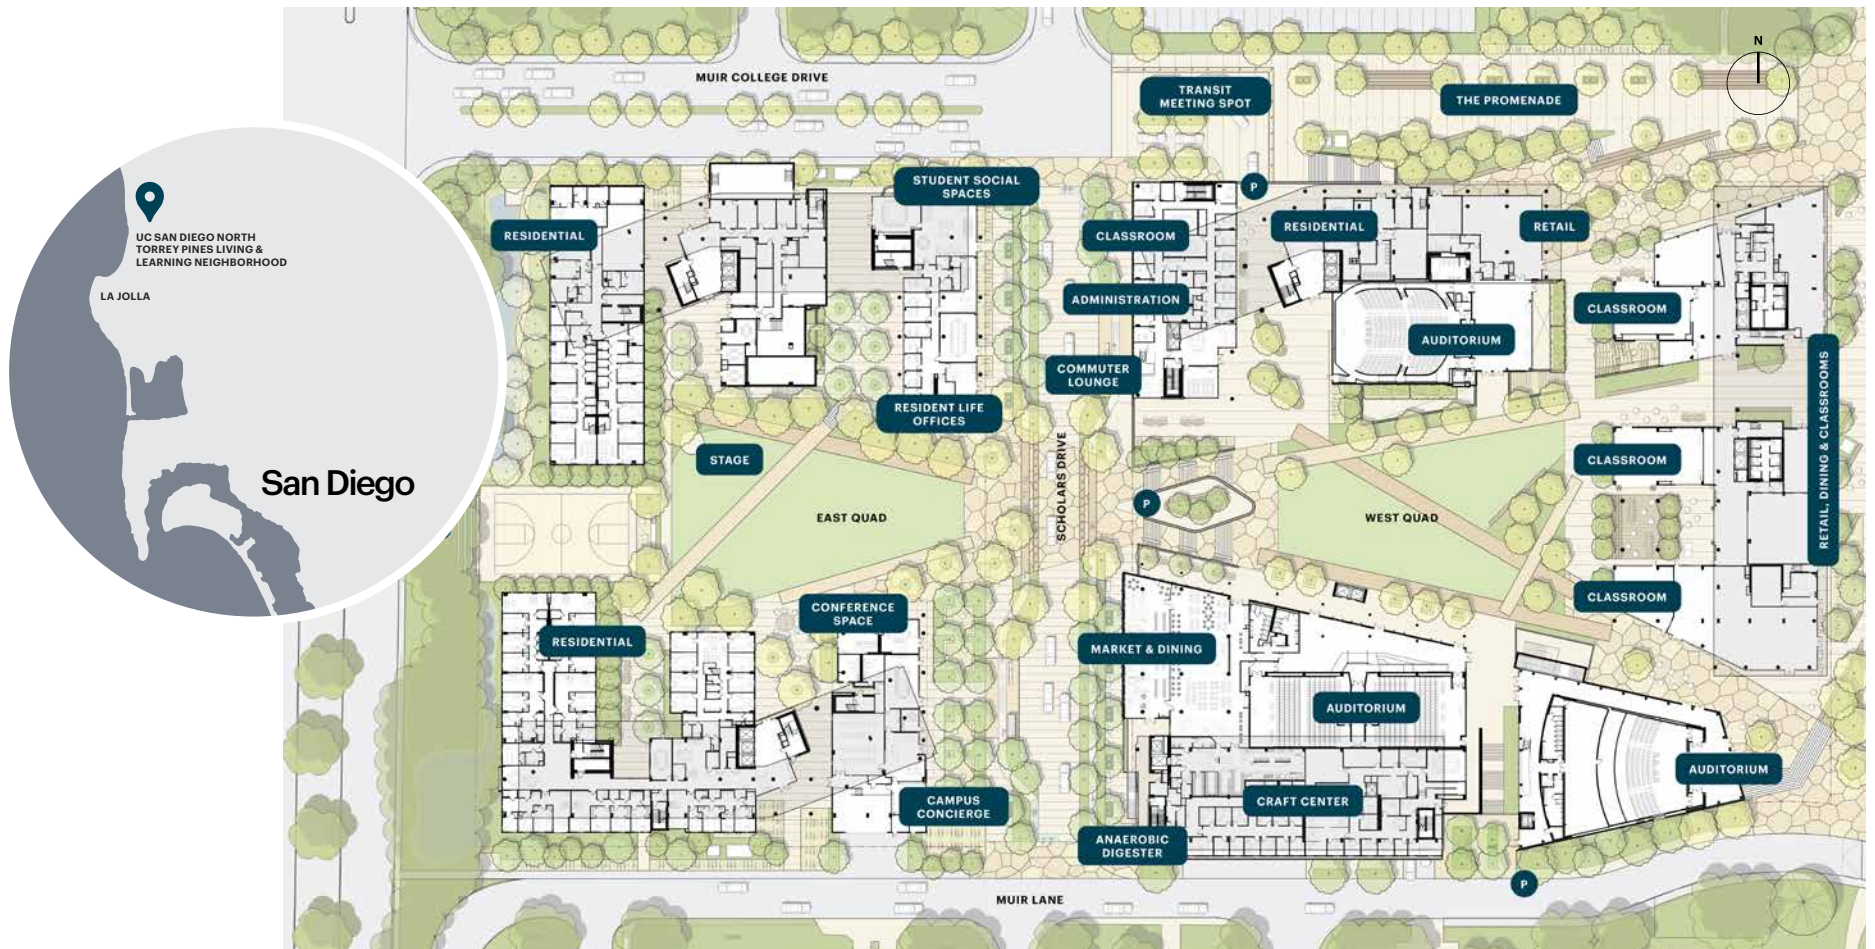 MUIR COLLEGE DRIVE
TRANSIT
MEETING SPOT
THE PROMENADE
N
UC SAN DIEGO NORTH
TORREY PINES LIVING &
LEARNING NEIGHBORHOOD
LA JOLLA
San Diego
STUDENT SOCIAL
SPACES
P
RESIDENTIAL
CLASSROOM
RESIDENTIAL
RETAIL
ADMINISTRATION
CLASSROOM
AUDITORIUM
COMMUTER
LOUNGE
RESIDENT LIFE
OFFICES
STAGE
SCHOLARS DRIVE
CLASSROOM
RETAIL, DINING & CLASSROOMS
P
EAST QUAD
WEST QUAD
CLASSROOM
CONFERENCE
SPACE
RESIDENTIAL
MARKET & DINING
AUDITORIUM
AUDITORIUM
CAMPUS
CONCIERGE
CRAFT CENTER
ANAEROBIC
DIGESTER
P
MUIR LANE